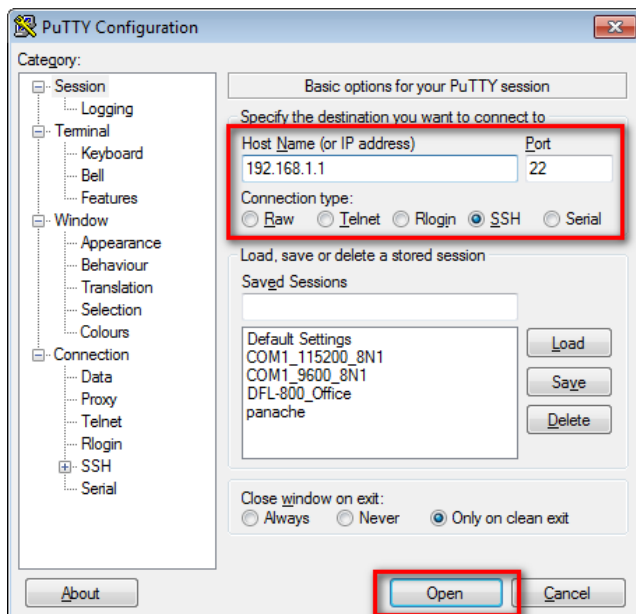 PuTTY Configuration
Category:
Session
Logging
Terminal
Keyboard
Bell
Features
Window
Appearance
Behaviour
Translation
Selection
Colours
Connection
Data
Proxy
Telnet
Rlogin
SSH
Serial
Basic options for your PuTTY session
Specify the destination you want to connect to
Host Name (or IP address) Port
192.168.1.1 22
Connection type:
Raw Telnet Rlogin SSH Serial
Load, save or delete a stored session
Saved Sessions
Default Settings
COM1_115200_8N1
COM1_9600_8N1
DFL-800_Office
panache
Load
Save
Delete
Close window on exit:
Always Never Only on clean exit
About Open Cancel